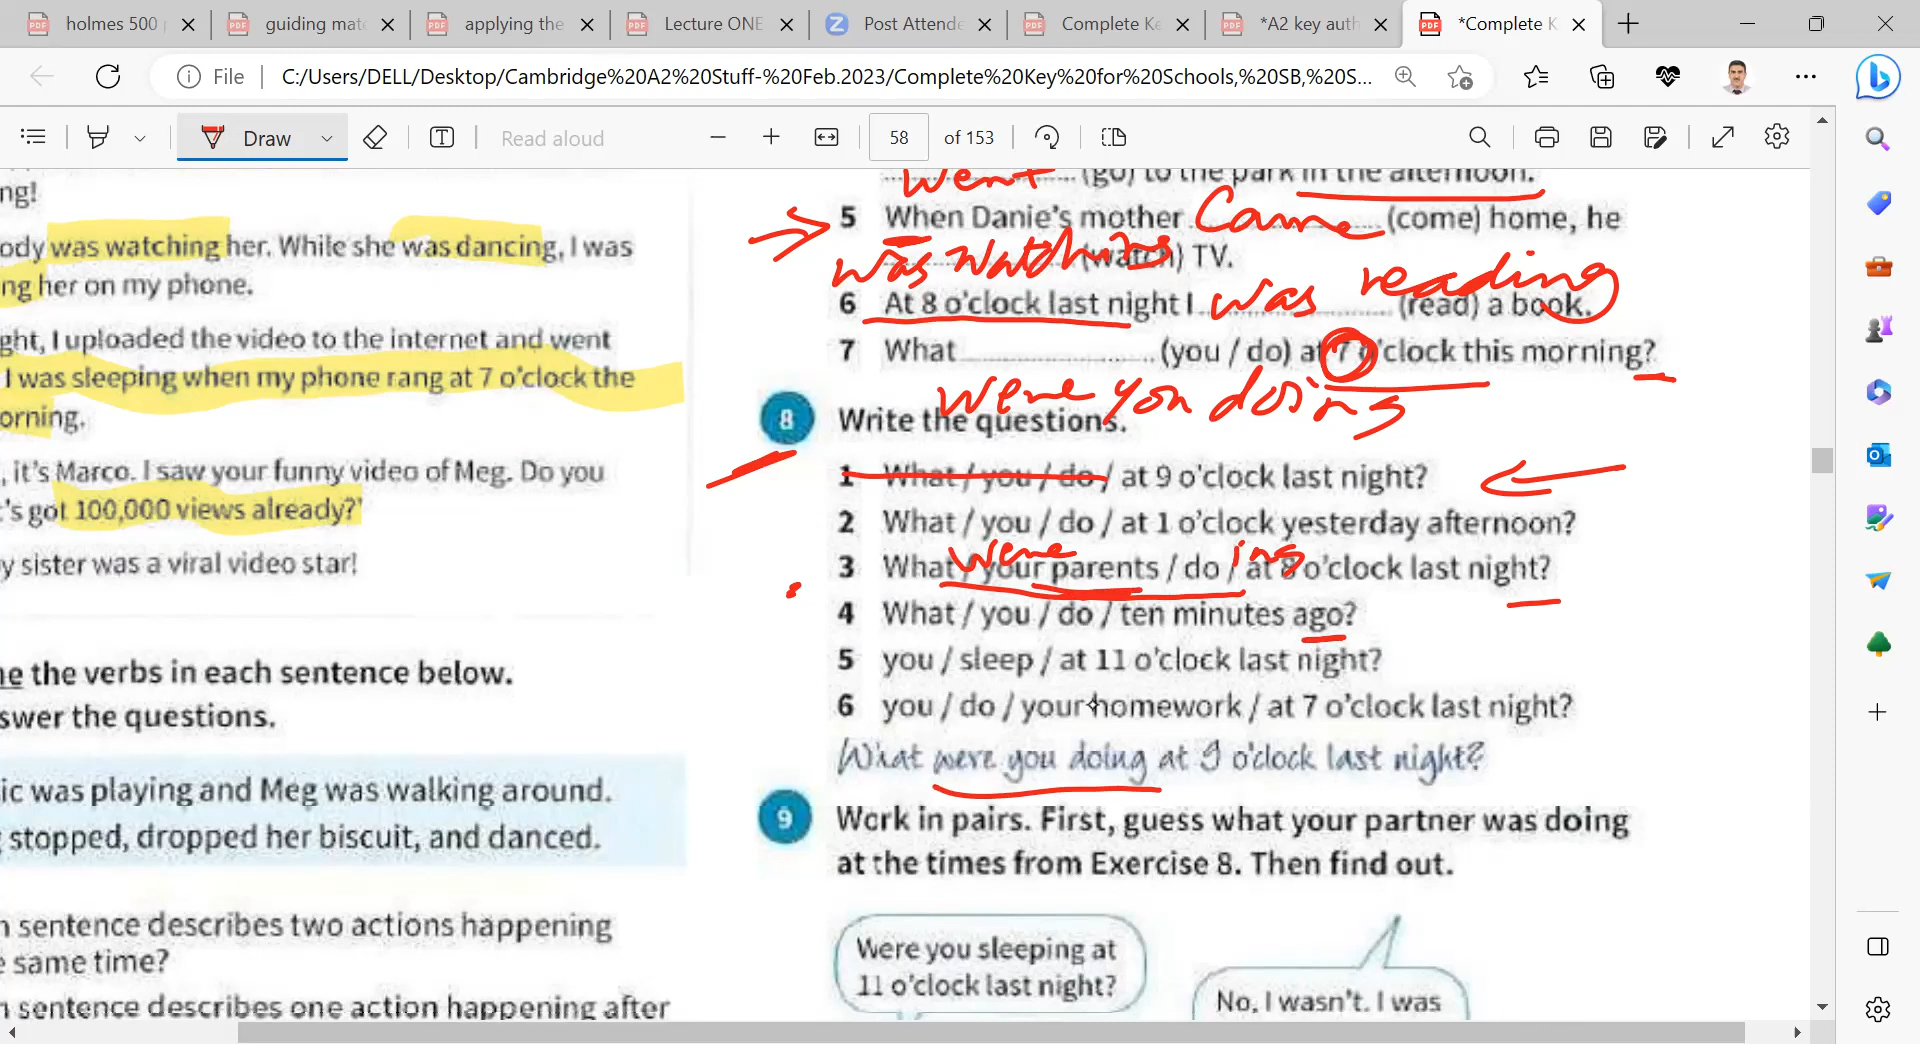 holmes 500
guiding mate
applying the
Lecture ONE
Post Attende
Complete Ke
*A2 key auth
*Complete K
File
C:/Users/DELL/Desktop/Cambridge%20A2%20Stuff-%20Feb.2023/Complete%20Key%20for%20Schools,%20SB,%20S...
Draw
Read aloud
58
of 153
ng!
ody was watching her. While she was dancing, I was
ng her on my phone.
ght, I uploaded the video to the internet and went
I was sleeping when my phone rang at 7 o'clock the
orning.
, it's Marco. I saw your funny video of Meg. Do you
's got 100,000 views already?'
y sister was a viral video star!
ne the verbs in each sentence below.
swer the questions.
ic was playing and Meg was walking around.
stopped, dropped her biscuit, and danced.
n sentence describes two actions happening
e same time?
n sentence describes one action happening after
went (go) to the park in the afternoon.
5 When Danie's mother came (come) home, he
was watching (watch) TV.
6 At 8 o'clock last night I was reading (read) a book.
7 What (you / do) at 7 o'clock this morning?
were you doing
8 Write the questions.
1 What / you / do / at 9 o'clock last night?
2 What / you / do / at 1 o'clock yesterday afternoon?
were ing
3 What / your parents / do / at 8 o'clock last night?
4 What / you / do / ten minutes ago?
5 you / sleep / at 11 o'clock last night?
6 you / do / your homework / at 7 o'clock last night?
What were you doing at 9 o'clock last night?
9 Work in pairs. First, guess what your partner was doing
at the times from Exercise 8. Then find out.
Were you sleeping at
11 o'clock last night?
No, I wasn't. I was